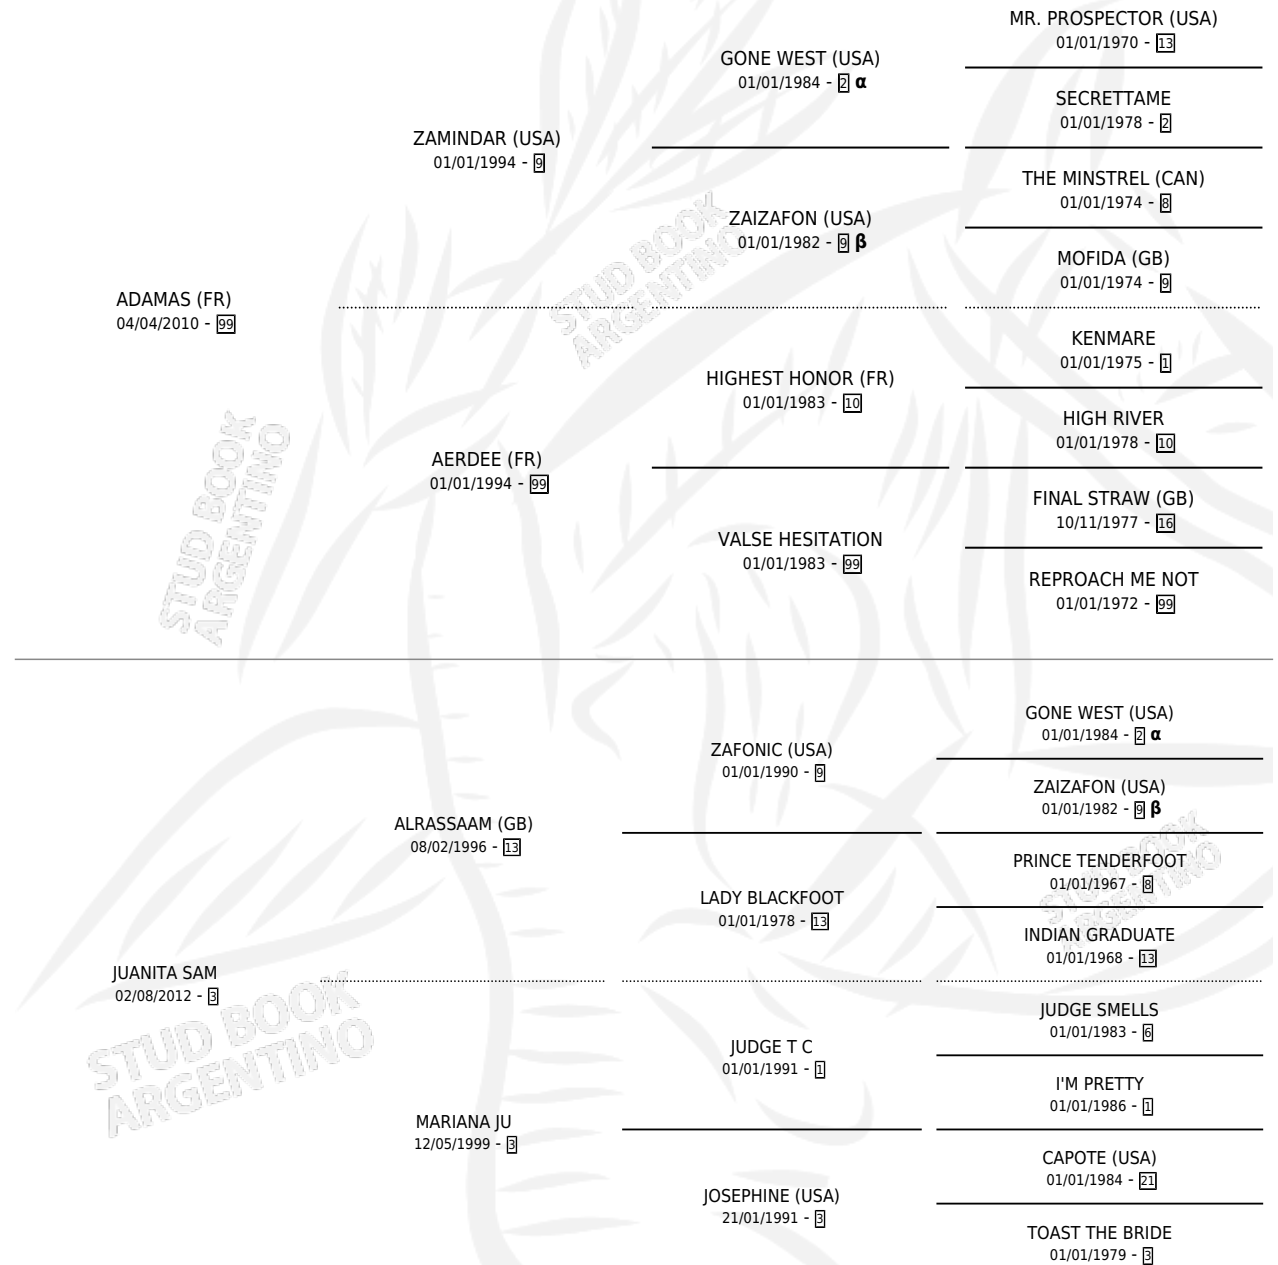 MR. PROSPECTOR (USA)
01/01/1970 - 13
GONE WEST (USA)
01/01/1984 - 2 α
SECRETTAME
01/01/1978 - 2
ZAMINDAR (USA)
01/01/1994 - 9
THE MINSTREL (CAN)
01/01/1974 - 8
ZAIZAFON (USA)
01/01/1982 - 9 β
MOFIDA (GB)
01/01/1974 - 9
ADAMAS (FR)
04/04/2010 - 99
KENMARE
01/01/1975 - 1
HIGHEST HONOR (FR)
01/01/1983 - 10
HIGH RIVER
01/01/1978 - 10
AERDEE (FR)
01/01/1994 - 99
FINAL STRAW (GB)
10/11/1977 - 16
VALSE HESITATION
01/01/1983 - 99
REPROACH ME NOT
01/01/1972 - 99
GONE WEST (USA)
01/01/1984 - 2 α
ZAFONIC (USA)
01/01/1990 - 9
ZAIZAFON (USA)
01/01/1982 - 9 β
ALRASSAAM (GB)
08/02/1996 - 13
PRINCE TENDERFOOT
01/01/1967 - 8
LADY BLACKFOOT
01/01/1978 - 13
INDIAN GRADUATE
01/01/1968 - 13
JUANITA SAM
02/08/2012 - 3
JUDGE SMELLS
01/01/1983 - 6
JUDGE T C
01/01/1991 - 1
I'M PRETTY
01/01/1986 - 1
MARIANA JU
12/05/1999 - 3
CAPOTE (USA)
01/01/1984 - 21
JOSEPHINE (USA)
21/01/1991 - 3
TOAST THE BRIDE
01/01/1979 - 3
STUD BOOK
ARGENTINO
STUD BOOK
ARGENTINO
STUD BOOK
ARGENTINO
STUD BOOK
ARGENTINO